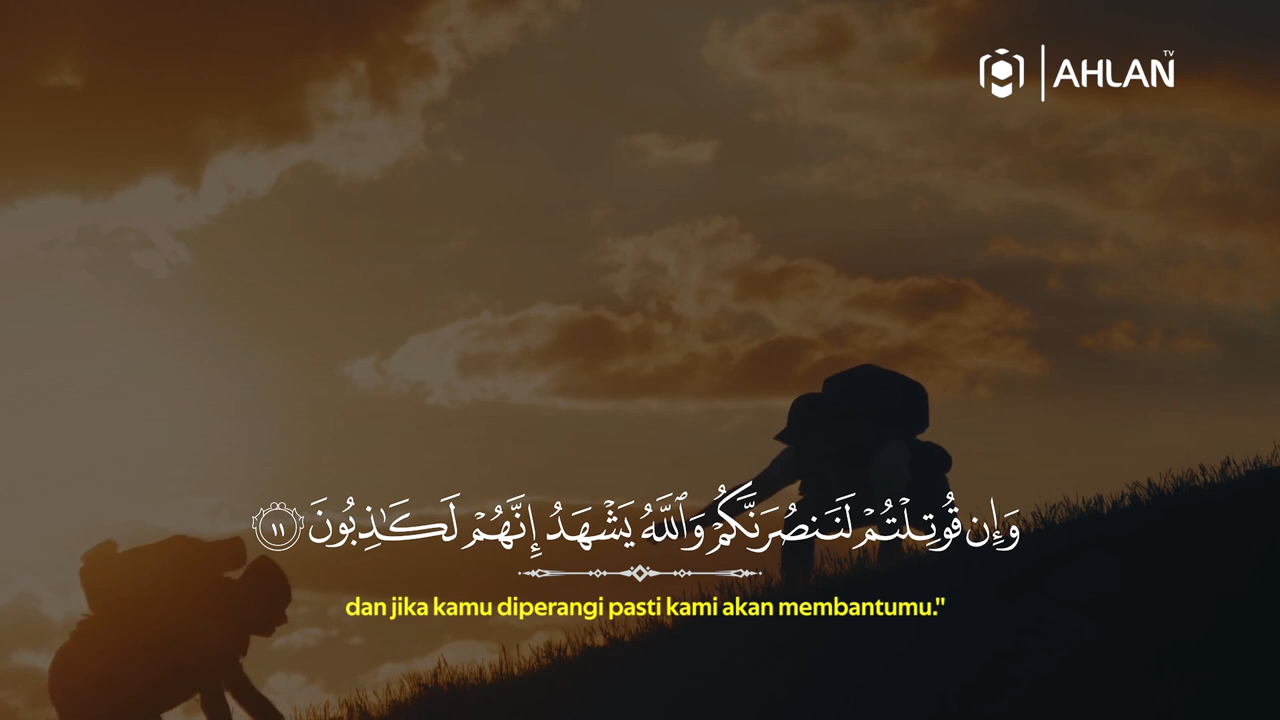 AHLAN TV
وَإِن قُوتِلْتُمْ لَنَنصُرَنَّكُمْ وَٱللَّهُ يَشْهَدُ إِنَّهُمْ لَكَـٰذِبُونَ ١١
dan jika kamu diperangi pasti kami akan membantumu."